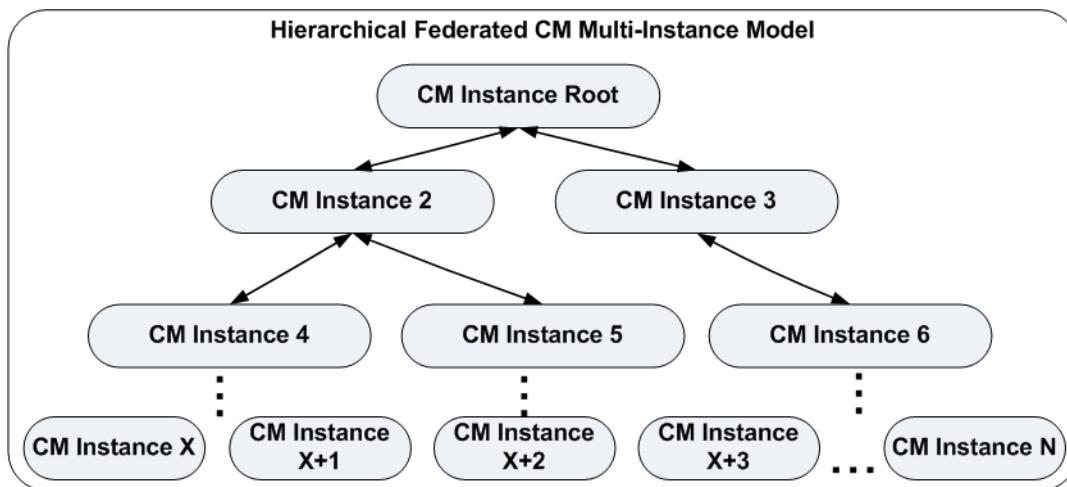 Hierarchical Federated CM Multi-Instance Model
CM Instance Root
CM Instance 2
CM Instance 3
CM Instance 4
CM Instance 5
CM Instance 6
CM Instance X
CM Instance
X+1
CM Instance
X+2
CM Instance
X+3
CM Instance N